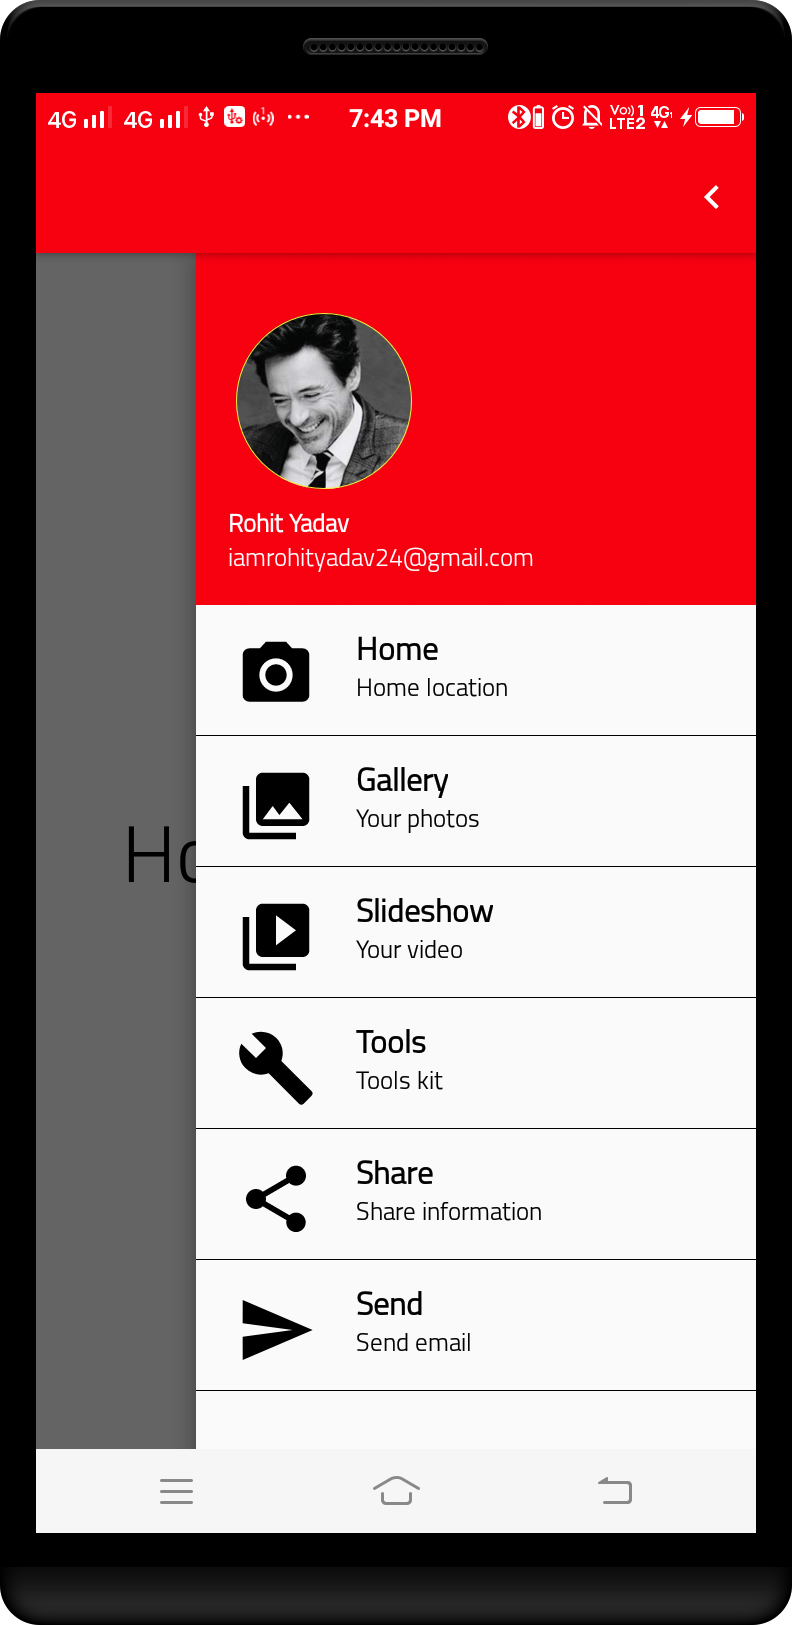 4G 4G 7:43 PM Vo)) 1 LTE2 4G
Rohit Yadav
iamrohityadav24@gmail.com
Home
Home location
Gallery
Your photos
Ho
Slideshow
Your video
Tools
Tools kit
Share
Share information
Send
Send email